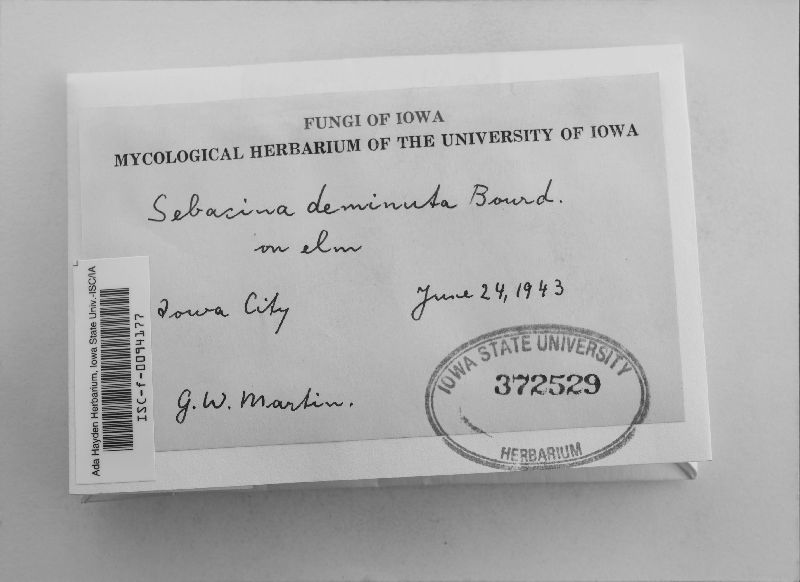 FUNGI OF IOWA
MYCOLOGICAL HERBARIUM OF THE UNIVERSITY OF IOWA
Sebacina deminuta Bourd.
on elm
Iowa City June 24, 1943
G. W. Martin.
IOWA STATE UNIVERSITY
372529
HERBARIUM
Ada Hayden Herbarium, Iowa State Univ.-ISC/IA
ISC-f-0094177